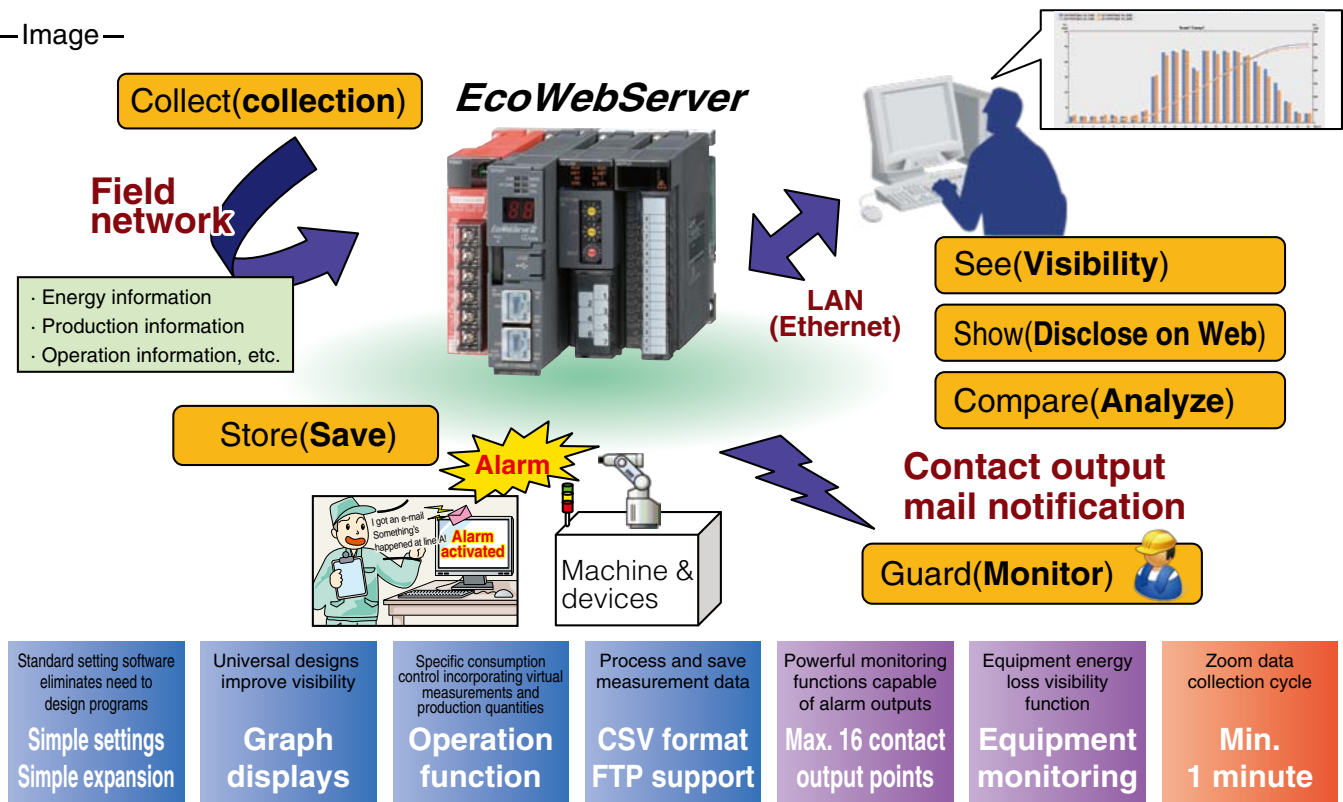 Image
Collect(collection)
EcoWebServer
Field
network
· Energy information
· Production information
· Operation information, etc.
LAN
(Ethernet)
See(Visibility)
Show(Disclose on Web)
Compare(Analyze)
Store(Save)
Alarm
I got an e-mail
Something's
happened at line A!
Alarm
activated
Machine &
devices
Contact output
mail notification
Guard(Monitor)
Standard setting software
eliminates need to
design programs
Simple settings
Simple expansion
Universal designs
improve visibility
Graph
displays
Specific consumption
control incorporating virtual
measurements and
production quantities
Operation
function
Process and save
measurement data
CSV format
FTP support
Powerful monitoring
functions capable
of alarm outputs
Max. 16 contact
output points
Equipment energy
loss visibility
function
Equipment
monitoring
Zoom data
collection cycle
Min.
1 minute